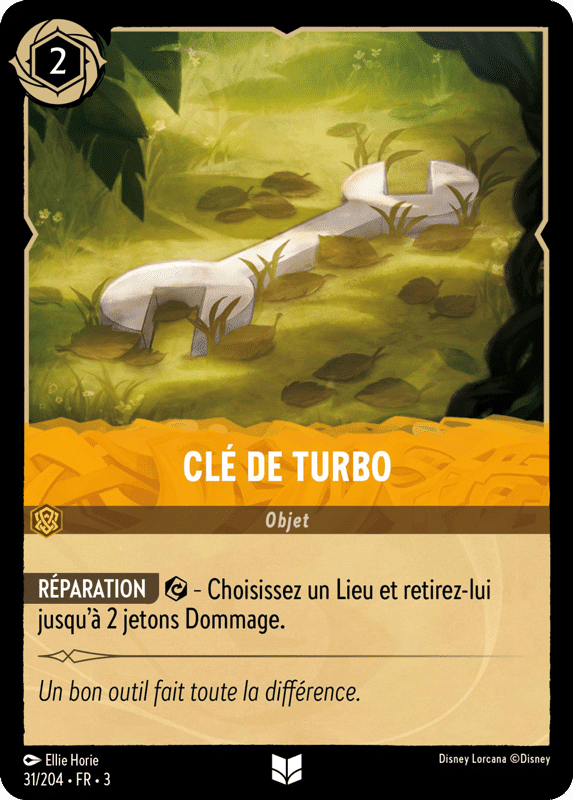 2
CLÉ DE TURBO
Objet
RÉPARATION - Choisissez un Lieu et retirez-lui
jusqu'à 2 jetons Dommage.
Un bon outil fait toute la différence.
Ellie Horie
Disney Lorcana ©Disney
31/204 • FR • 3